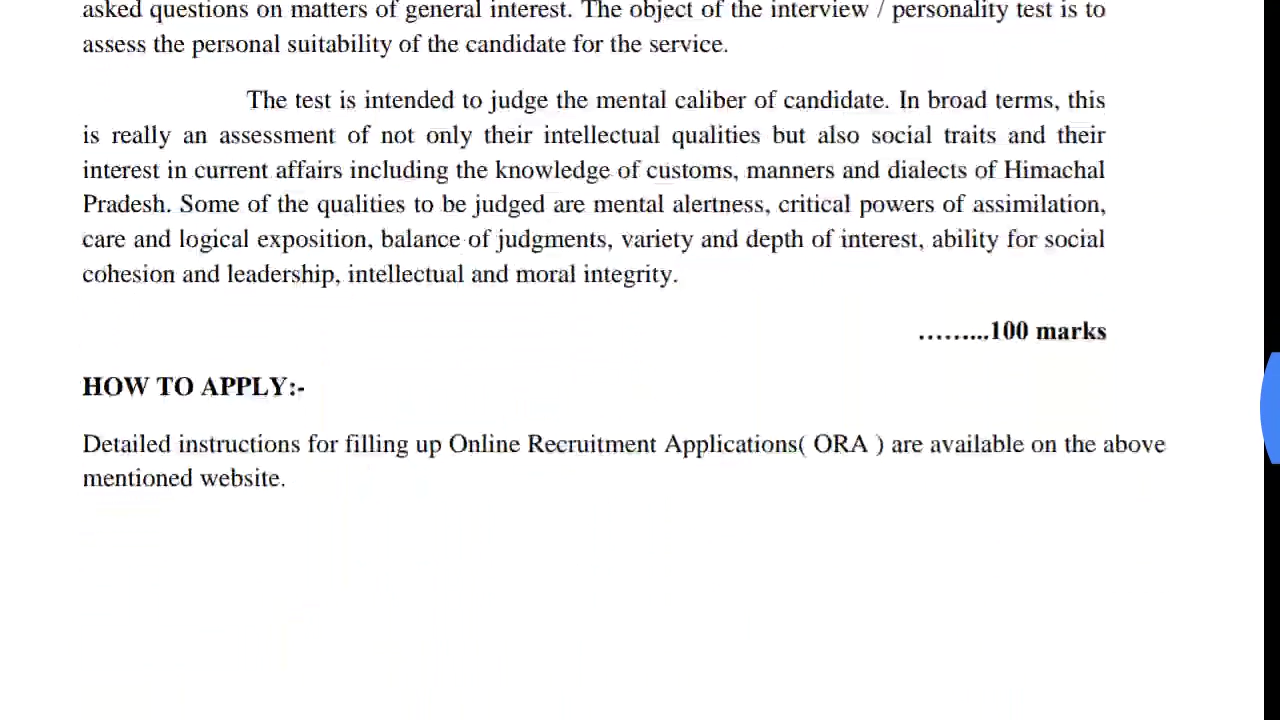 asked questions on matters of general interest. The object of the interview / personality test is to
assess the personal suitability of the candidate for the service.
The test is intended to judge the mental caliber of candidate. In broad terms, this
is really an assessment of not only their intellectual qualities but also social traits and their
interest in current affairs including the knowledge of customs, manners and dialects of Himachal
Pradesh. Some of the qualities to be judged are mental alertness, critical powers of assimilation,
care and logical exposition, balance of judgments, variety and depth of interest, ability for social
cohesion and leadership, intellectual and moral integrity.
……...100 marks
HOW TO APPLY:-
Detailed instructions for filling up Online Recruitment Applications( ORA ) are available on the above
mentioned website.